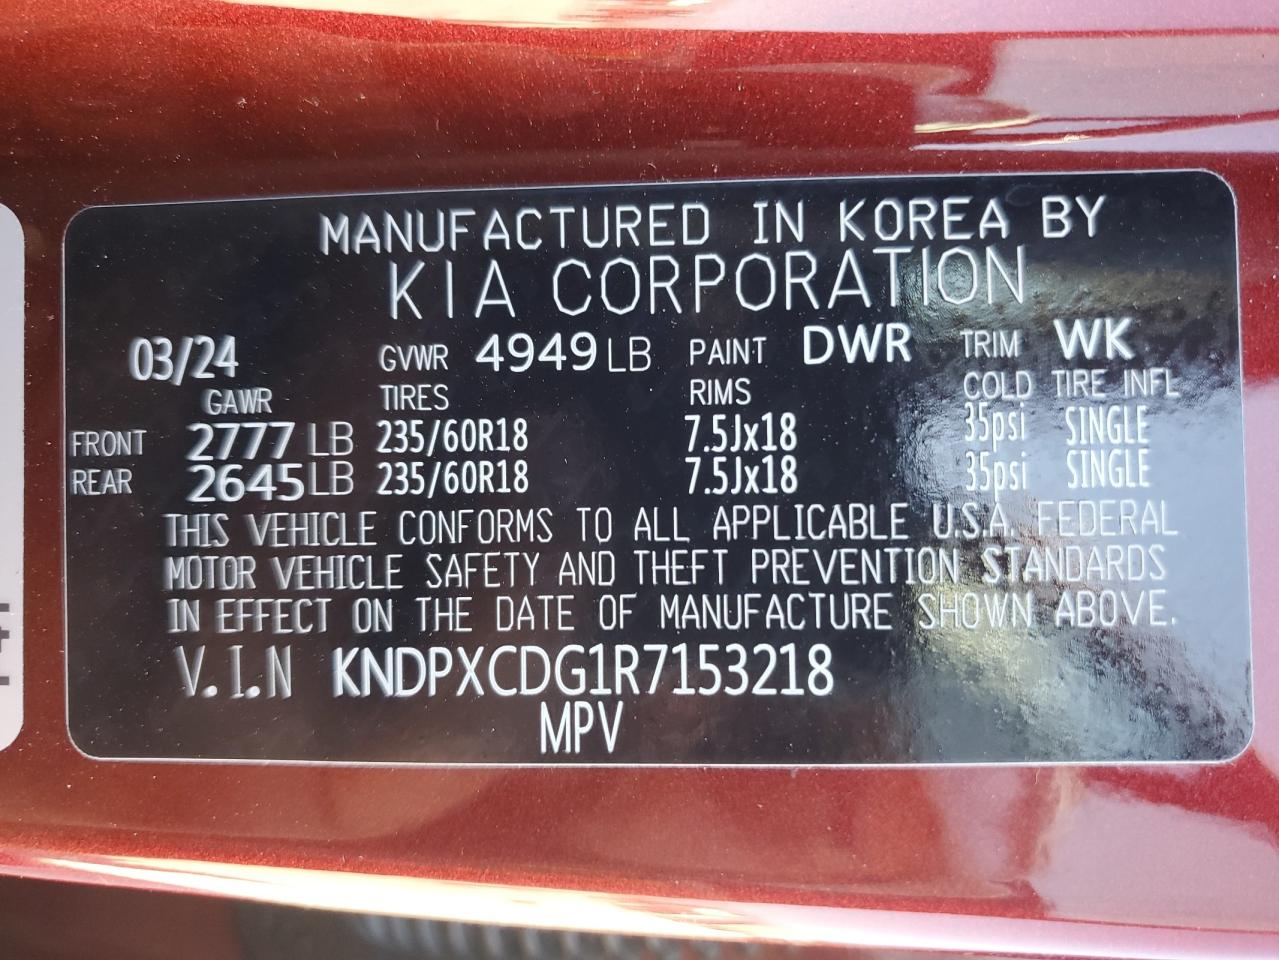 MANUFACTURED IN KOREA BY
KIA CORPORATION
03/24 GVWR 4949 LB PAINT DWR TRIM WK
GAWR TIRES RIMS COLD TIRE INFL
FRONT 2777 LB 235/60R18 7.5Jx18 35psi SINGLE
REAR 2645 LB 235/60R18 7.5Jx18 35psi SINGLE
THIS VEHICLE CONFORMS TO ALL APPLICABLE U.S.A. FEDERAL
MOTOR VEHICLE SAFETY AND THEFT PREVENTION STANDARDS
IN EFFECT ON THE DATE OF MANUFACTURE SHOWN ABOVE.
V.I.N KNDPXCDG1R7153218
MPV